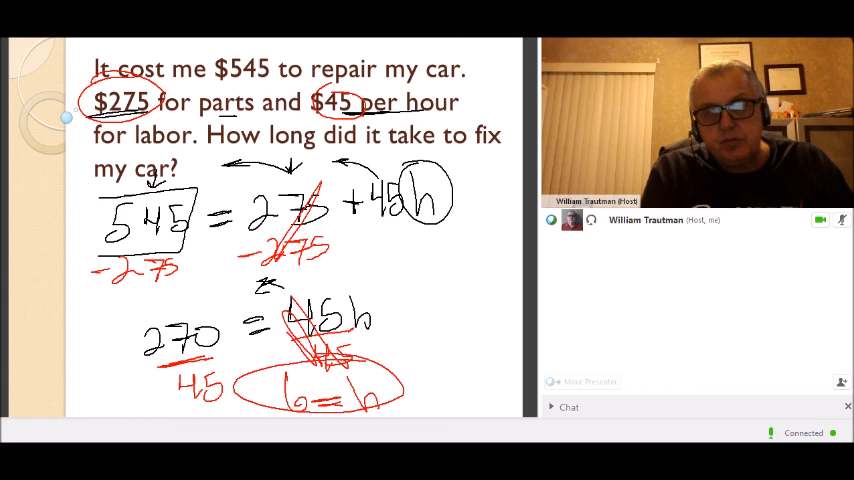 It cost me $545 to repair my car.
$275 for parts and $45 per hour
for labor. How long did it take to fix
my car?
545 = 275 + 45h
-275 -275
270 = 45h
45 45
6 = h
William Trautman (Host)
William Trautman (Host, me)
Make Presenter
Chat
Connected